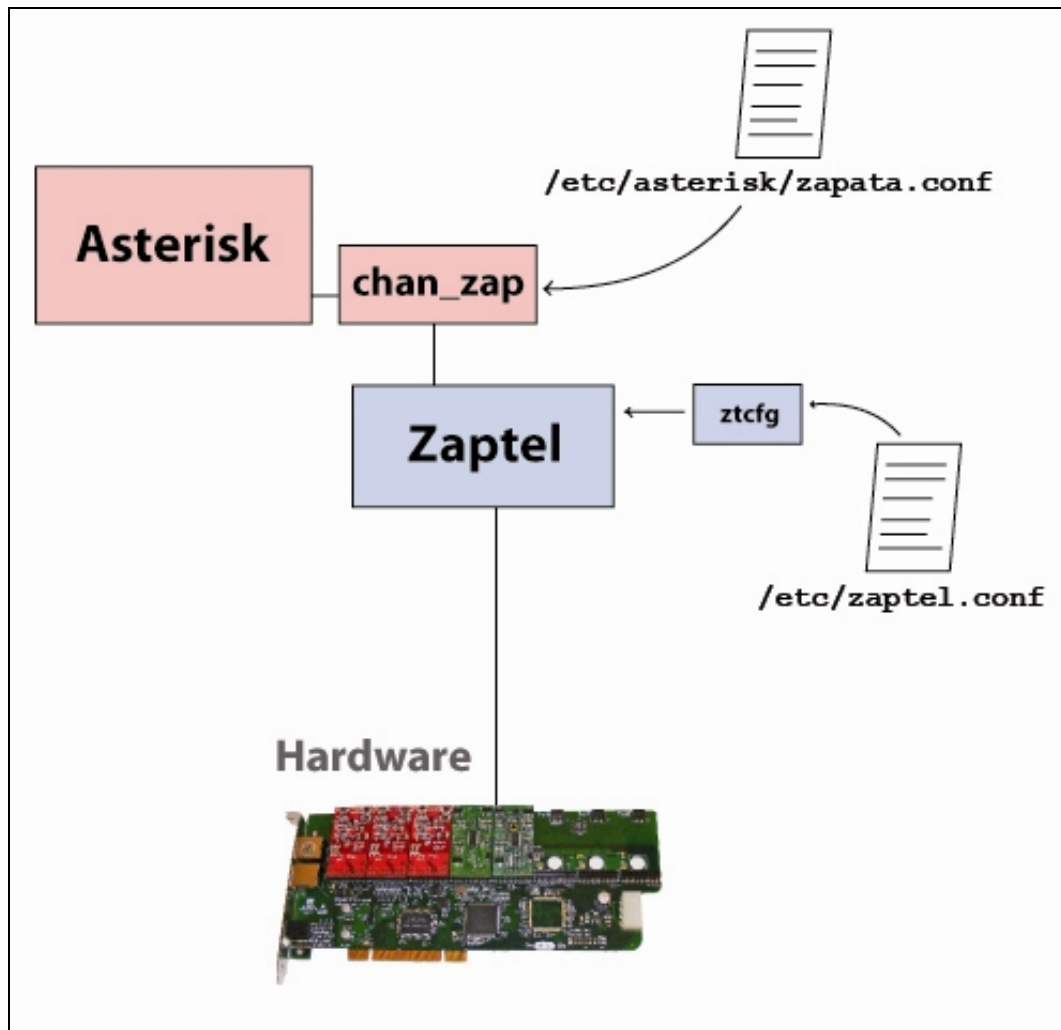 /etc/asterisk/zapata.conf
Asterisk
chan_zap
Zaptel
ztcfg
/etc/zaptel.conf
Hardware